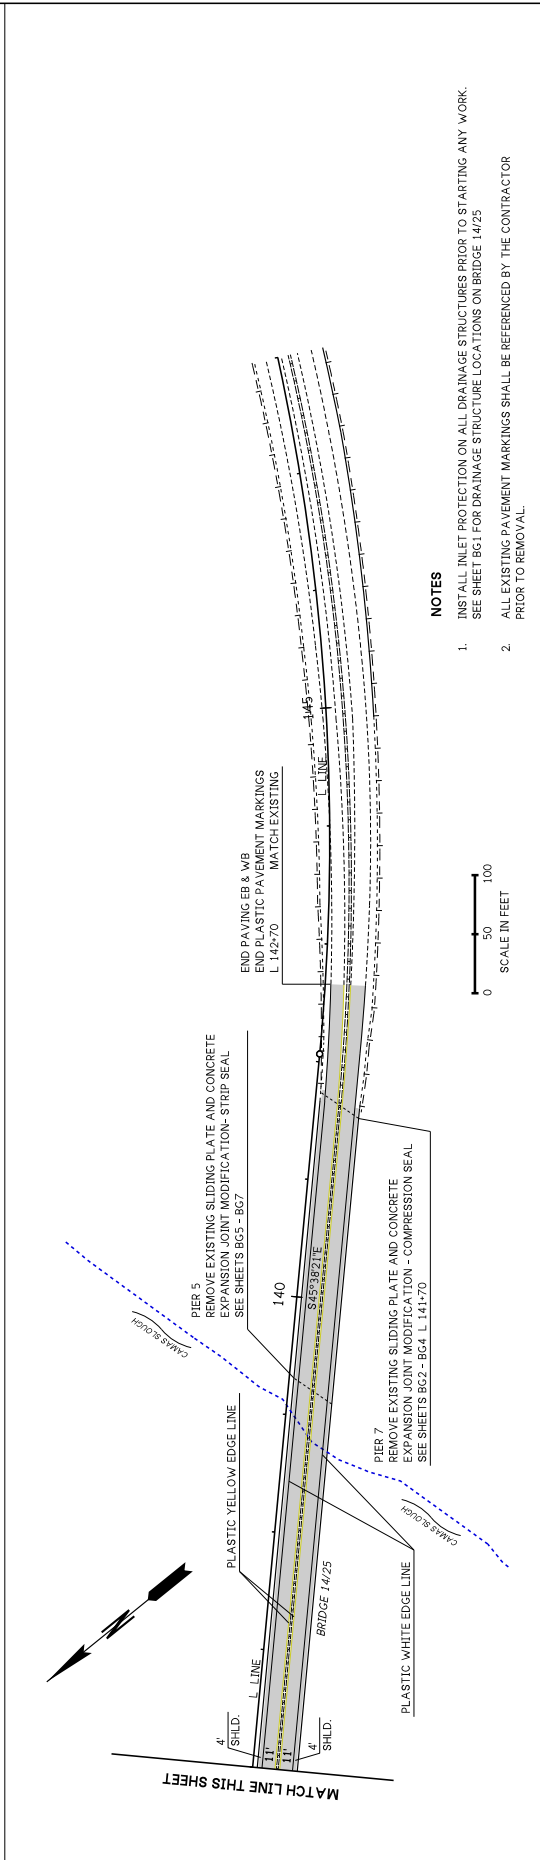 NOTES
1. INSTALL INLET PROTECTION ON ALL DRAINAGE STRUCTURES PRIOR TO STARTING ANY WORK.
SEE SHEET BG1 FOR DRAINAGE STRUCTURE LOCATIONS ON BRIDGE 14/25
2. ALL EXISTING PAVEMENT MARKINGS SHALL BE REFERENCED BY THE CONTRACTOR
PRIOR TO REMOVAL.
145
L LINE
END PAVING EB & WB
END PLASTIC PAVEMENT MARKINGS
L 142+70 MATCH EXISTING
0 50 100
SCALE IN FEET
PIER 5
REMOVE EXISTING SLIDING PLATE AND CONCRETE
EXPANSION JOINT MODIFICATION- STRIP SEAL
SEE SHEETS BG5 - BG7
140
S45°38'21"E
PIER 7
REMOVE EXISTING SLIDING PLATE AND CONCRETE
EXPANSION JOINT MODIFICATION - COMPRESSION SEAL
SEE SHEETS BG2 - BG4 L 141+70
CAMAS SLOUGH
CAMAS SLOUGH
PLASTIC YELLOW EDGE LINE
PLASTIC WHITE EDGE LINE
BRIDGE 14/25
N
L LINE
4'
SHLD.
11'
11'
4'
SHLD.
MATCH LINE THIS SHEET